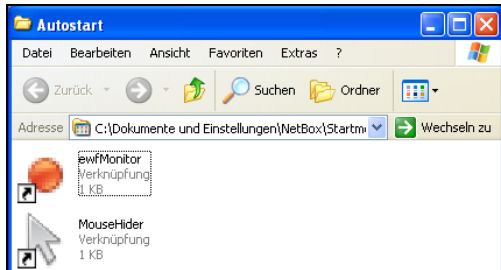 Autostart
Datei Bearbeiten Ansicht Favoriten Extras ?
Zurück Suchen Ordner
Adresse C:\Dokumente und Einstellungen\NetBox\Startm Wechseln zu
ewfMonitor
Verknüpfung
1 KB
MouseHider
Verknüpfung
1 KB